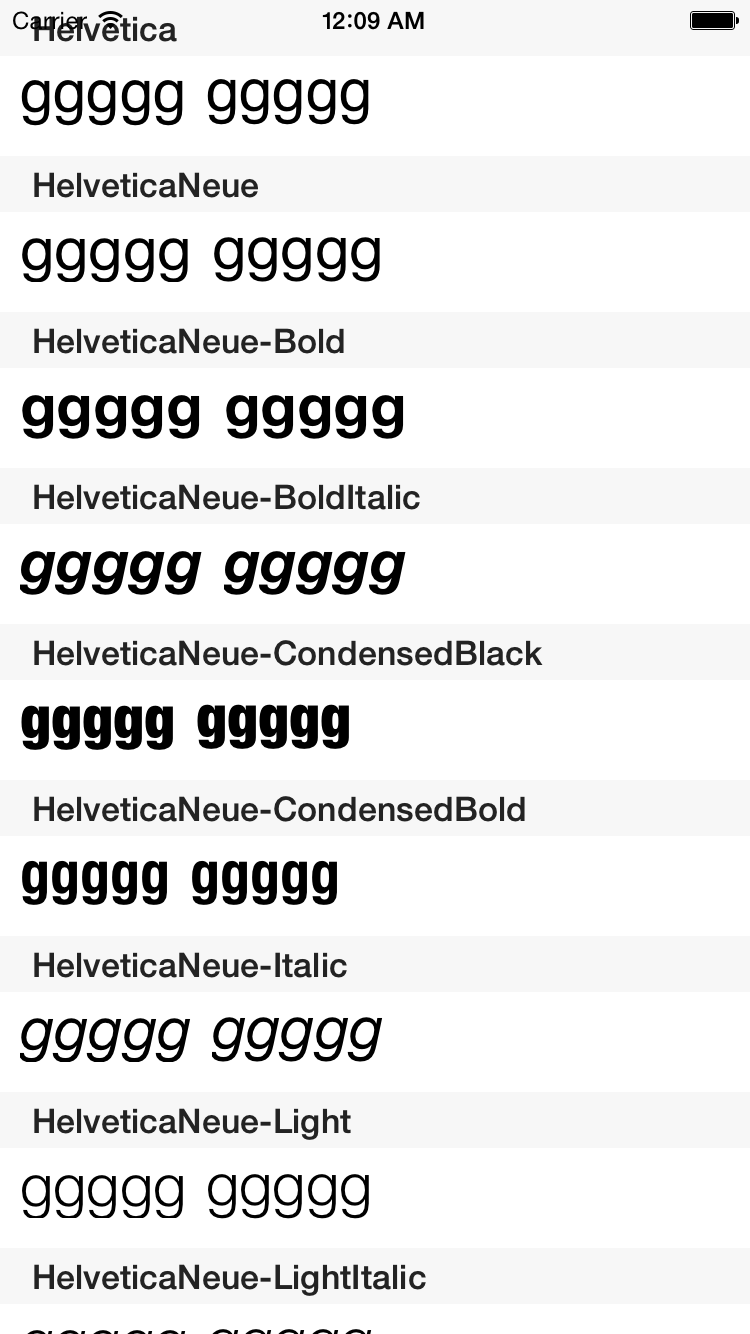 Carrier 12:09 AM
Helvetica
ggggg ggggg
HelveticaNeue
ggggg ggggg
HelveticaNeue-Bold
ggggg ggggg
HelveticaNeue-BoldItalic
ggggg ggggg
HelveticaNeue-CondensedBlack
ggggg ggggg
HelveticaNeue-CondensedBold
ggggg ggggg
HelveticaNeue-Italic
ggggg ggggg
HelveticaNeue-Light
ggggg ggggg
HelveticaNeue-LightItalic